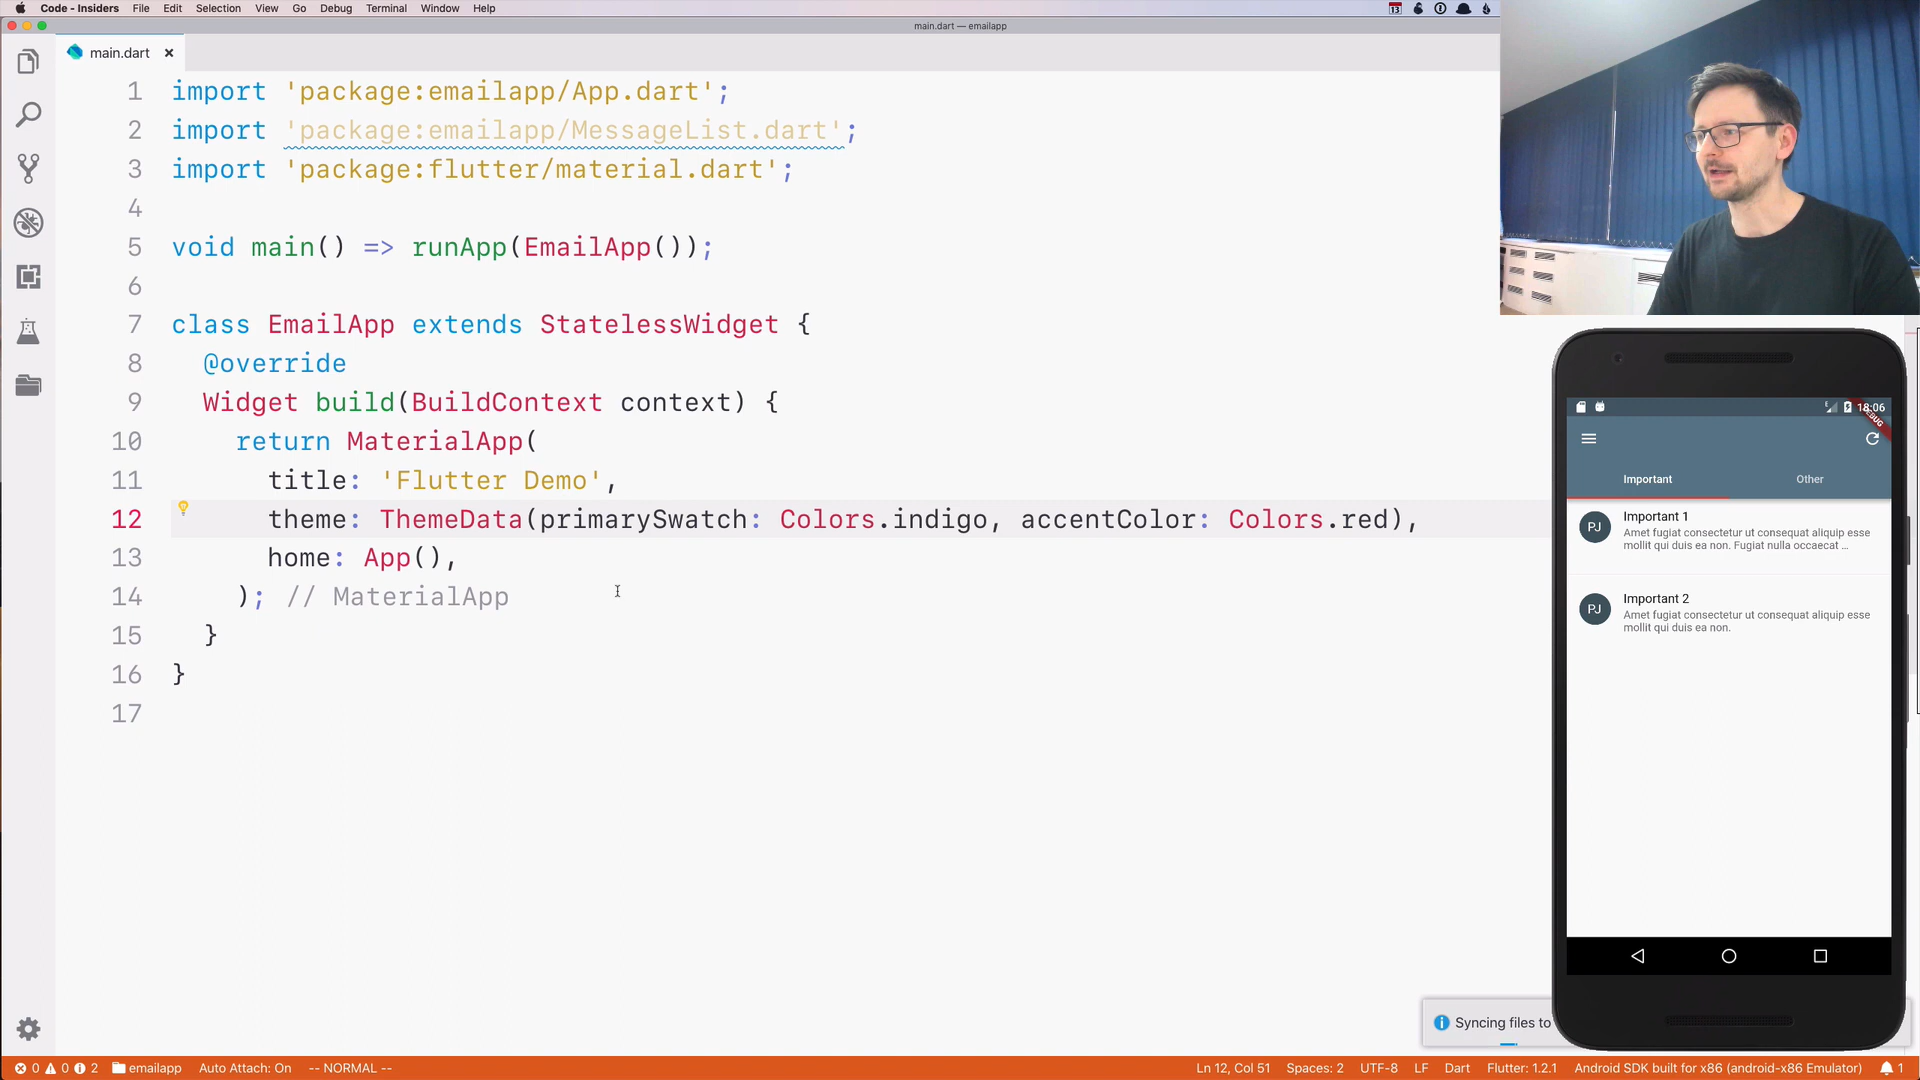 Code - Insiders File Edit Selection View Go Debug Terminal Window Help
13
main.dart — emailapp
main.dart
1 import 'package:emailapp/App.dart';
2 import 'package:emailapp/MessageList.dart';
3 import 'package:flutter/material.dart';
4
5 void main() => runApp(EmailApp());
6
7 class EmailApp extends StatelessWidget {
8 @override
9 Widget build(BuildContext context) {
10 return MaterialApp(
11 title: 'Flutter Demo',
12 theme: ThemeData(primarySwatch: Colors.indigo, accentColor: Colors.red),
13 home: App(),
14 ); // MaterialApp
15 }
16 }
17
18:06
DEBUG
Important Other
PJ
Important 1
Amet fugiat consectetur ut consequat aliquip esse
mollit qui duis ea non. Fugiat nulla occaecat ...
PJ
Important 2
Amet fugiat consectetur ut consequat aliquip esse
mollit qui duis ea non.
Syncing files to
0 0 2 emailapp Auto Attach: On -- NORMAL -- Ln 12, Col 51 Spaces: 2 UTF-8 LF Dart Flutter: 1.2.1 Android SDK built for x86 (android-x86 Emulator) 1